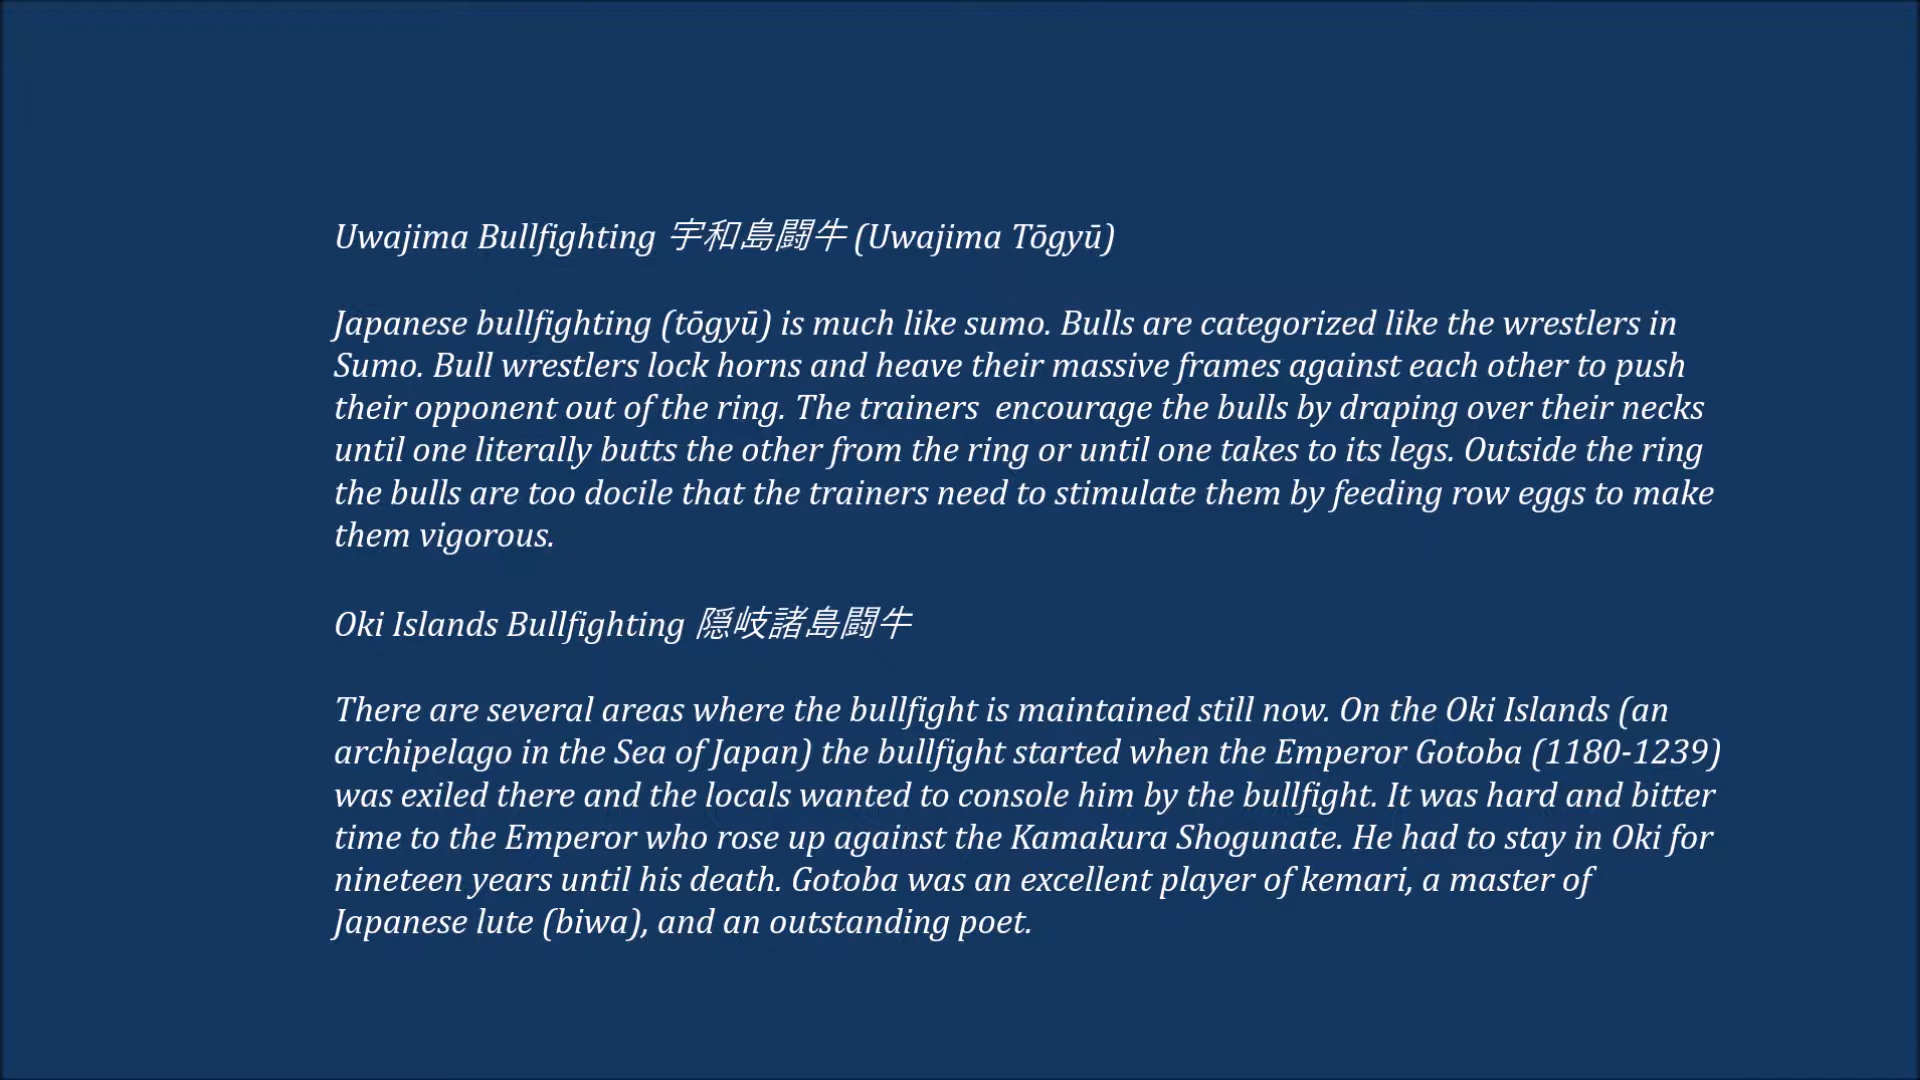 Uwajima Bullfighting 宇和島闘牛 (Uwajima Tōgyū)
Japanese bullfighting (tōgyū) is much like sumo. Bulls are categorized like the wrestlers in
Sumo. Bull wrestlers lock horns and heave their massive frames against each other to push
their opponent out of the ring. The trainers  encourage the bulls by draping over their necks
until one literally butts the other from the ring or until one takes to its legs. Outside the ring
the bulls are too docile that the trainers need to stimulate them by feeding row eggs to make
them vigorous.
Oki Islands Bullfighting 隠岐諸島闘牛
There are several areas where the bullfight is maintained still now. On the Oki Islands (an
archipelago in the Sea of Japan) the bullfight started when the Emperor Gotoba (1180-1239)
was exiled there and the locals wanted to console him by the bullfight. It was hard and bitter
time to the Emperor who rose up against the Kamakura Shogunate. He had to stay in Oki for
nineteen years until his death. Gotoba was an excellent player of kemari, a master of
Japanese lute (biwa), and an outstanding poet.